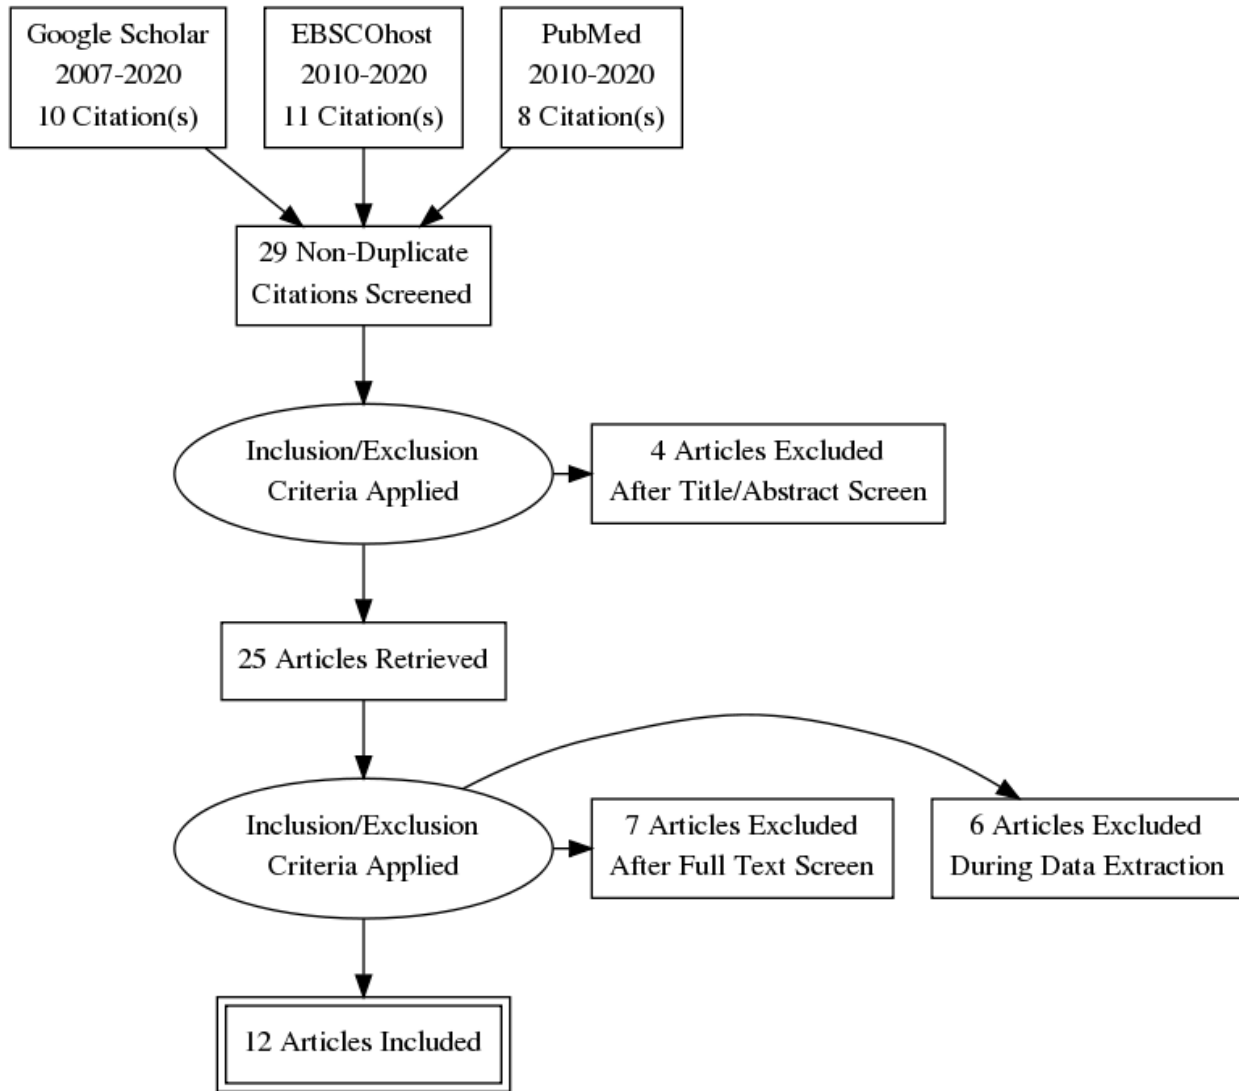 Google Scholar
2007-2020
10 Citation(s)
EBSCOhost
2010-2020
11 Citation(s)
PubMed
2010-2020
8 Citation(s)
29 Non-Duplicate
Citations Screened
Inclusion/Exclusion
Criteria Applied
4 Articles Excluded
After Title/Abstract Screen
25 Articles Retrieved
Inclusion/Exclusion
Criteria Applied
7 Articles Excluded
After Full Text Screen
6 Articles Excluded
During Data Extraction
12 Articles Included